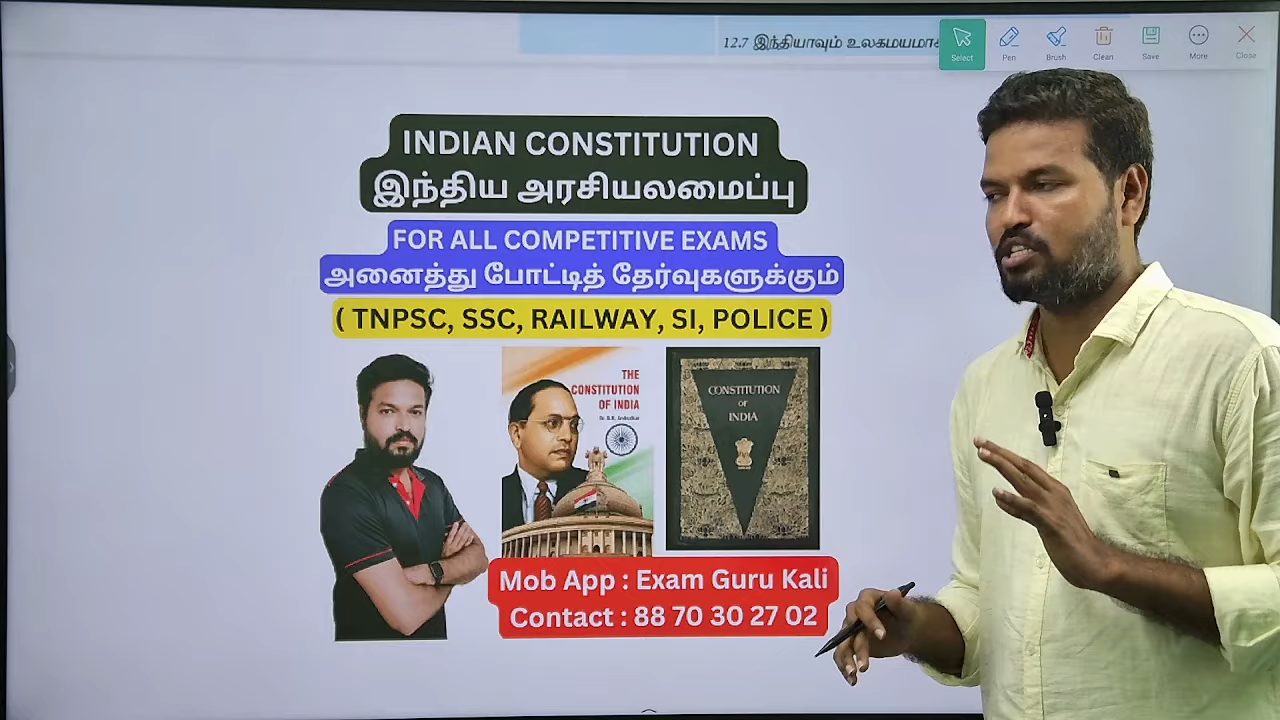 12.7 இந்தியாவும் உலகமயமாக
Select
Pen
Brush
Clean
Save
More
Close
INDIAN CONSTITUTION
இந்திய அரசியலமைப்பு
FOR ALL COMPETITIVE EXAMS
அனைத்து போட்டித் தேர்வுகளுக்கும்
( TNPSC, SSC, RAILWAY, SI, POLICE )
THE
CONSTITUTION
OF INDIA
Dr. B.R. Ambedkar
CONSTITUTION
OF
INDIA
Mob App : Exam Guru Kali
Contact : 88 70 30 27 02